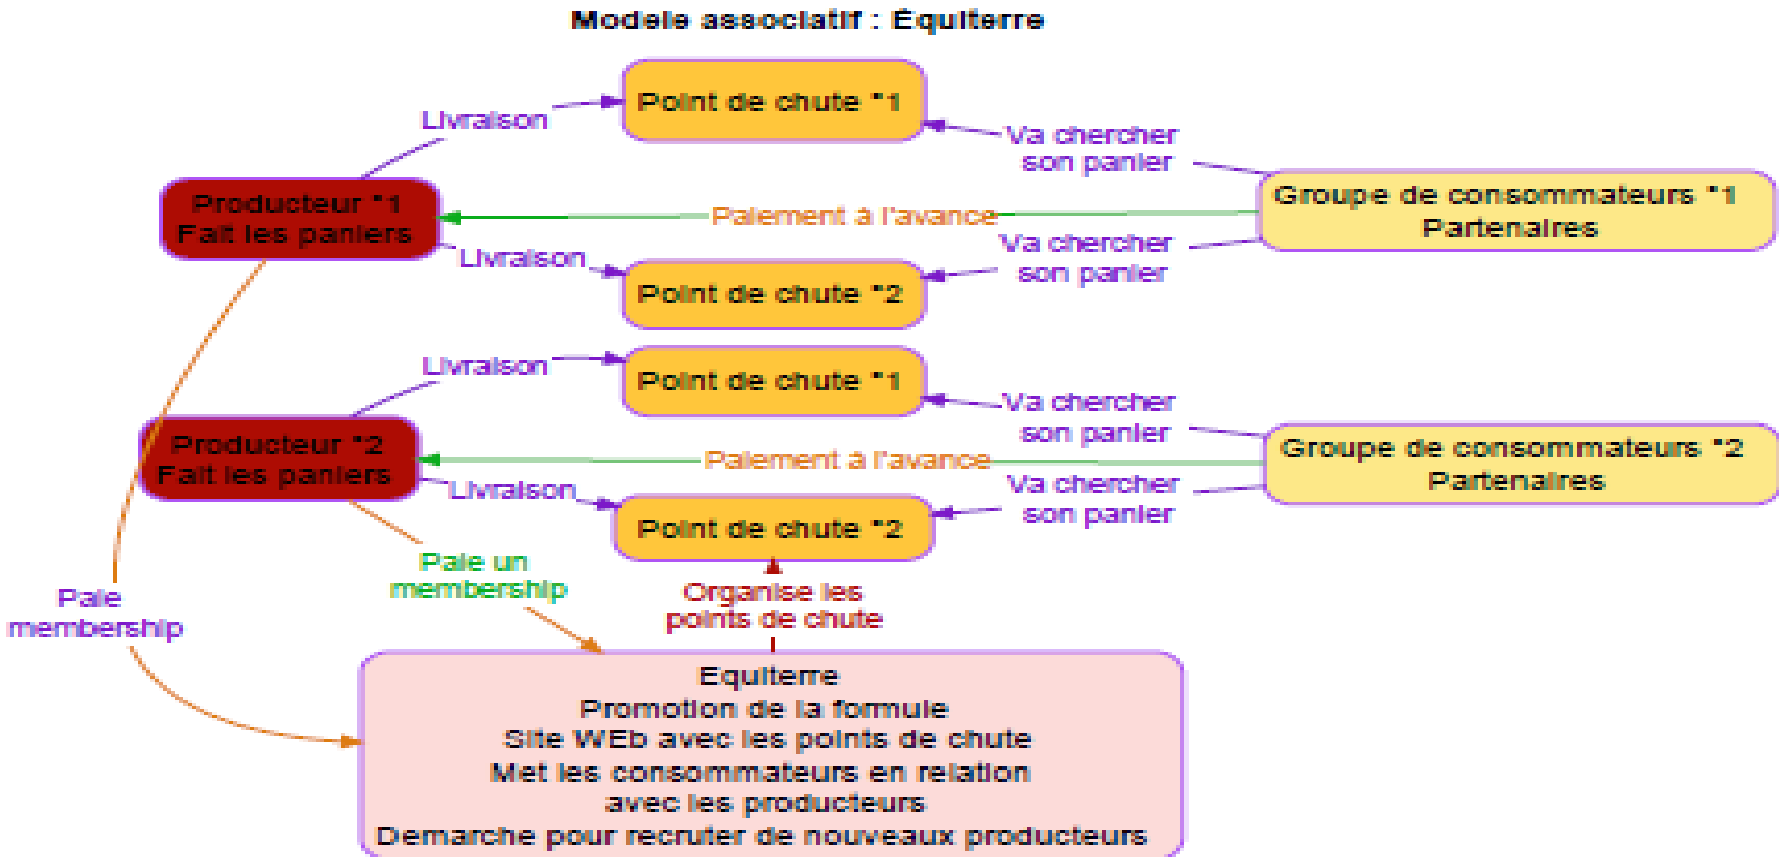 Modele associatif : Équiterre
Point de chute "1
Livraison
Va chercher
son panier
Producteur "1
Fait les paniers
Paiement à l'avance
Groupe de consommateurs "1
Partenaires
Va chercher
son panier
Livraison
Point de chute "2
Livraison
Point de chute "1
Va chercher
son panier
Producteur "2
Fait les paniers
Paiement à l'avance
Groupe de consommateurs "2
Partenaires
Va chercher
son panier
Livraison
Point de chute "2
Paie un
membership
Organise les
points de chute
Paie
membership
Equiterre
Promotion de la formule
Site WEb avec les points de chute
Met les consommateurs en relation
avec les producteurs
Demarche pour recruter de nouveaux producteurs